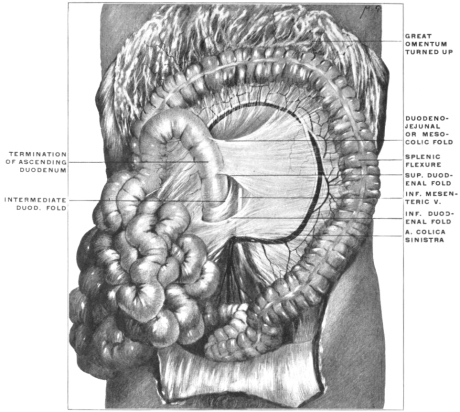 GREAT
OMENTUM
TURNED UP
DUODENO-
JEJUNAL
OR MESO-
COLIC FOLD
TERMINATION
OF ASCENDING
DUODENUM
SPLENIC
FLEXURE
SUP. DUOD-
ENAL FOLD
INF. MESEN-
TERIC V.
INTERMEDIATE
DUOD. FOLD
INF. DUOD-
ENAL FOLD
A. COLICA
SINISTRA